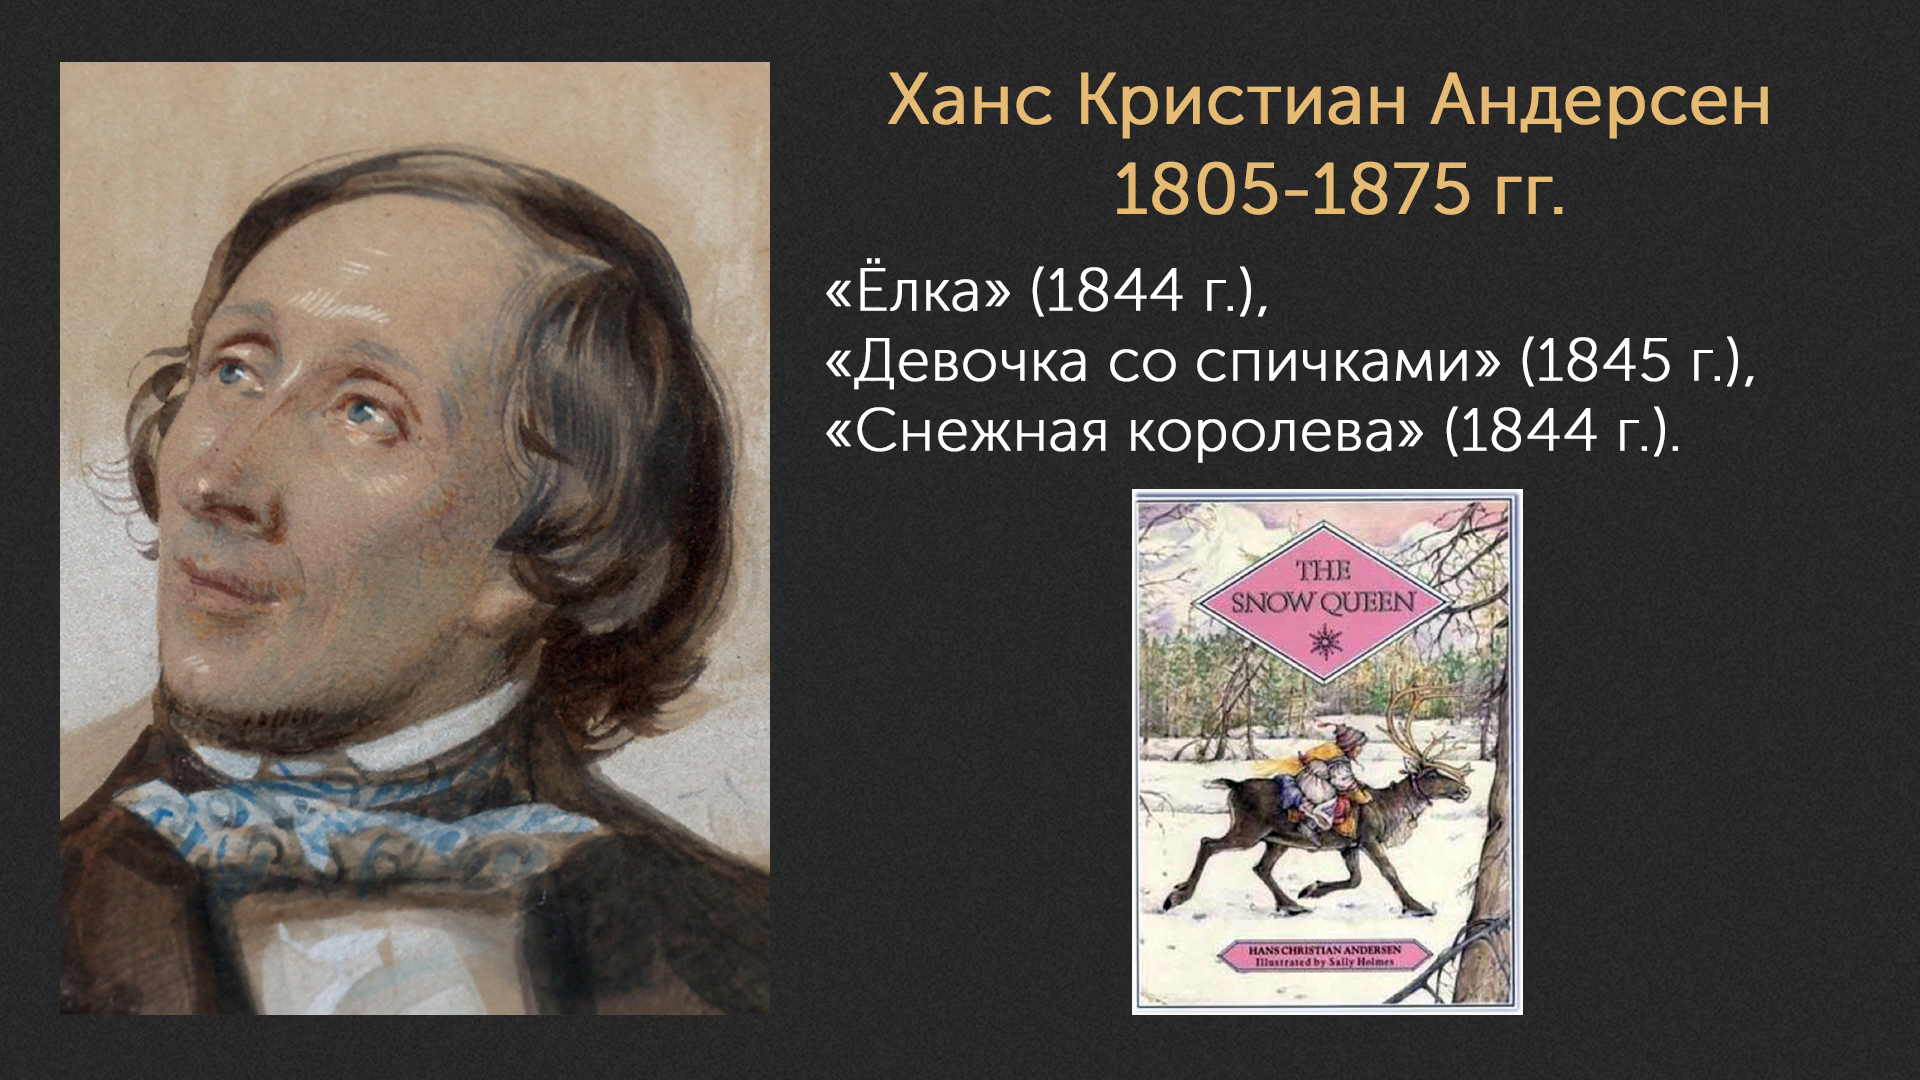 Ханс Кристиан Андерсен
1805-1875 гг.
«Ёлка» (1844 г.),
«Девочка со спичками» (1845 г.),
«Снежная королева» (1844 г.).
THE
SNOW QUEEN
HANS CHRISTIAN ANDERSEN
Illustrated by Sally Holmes